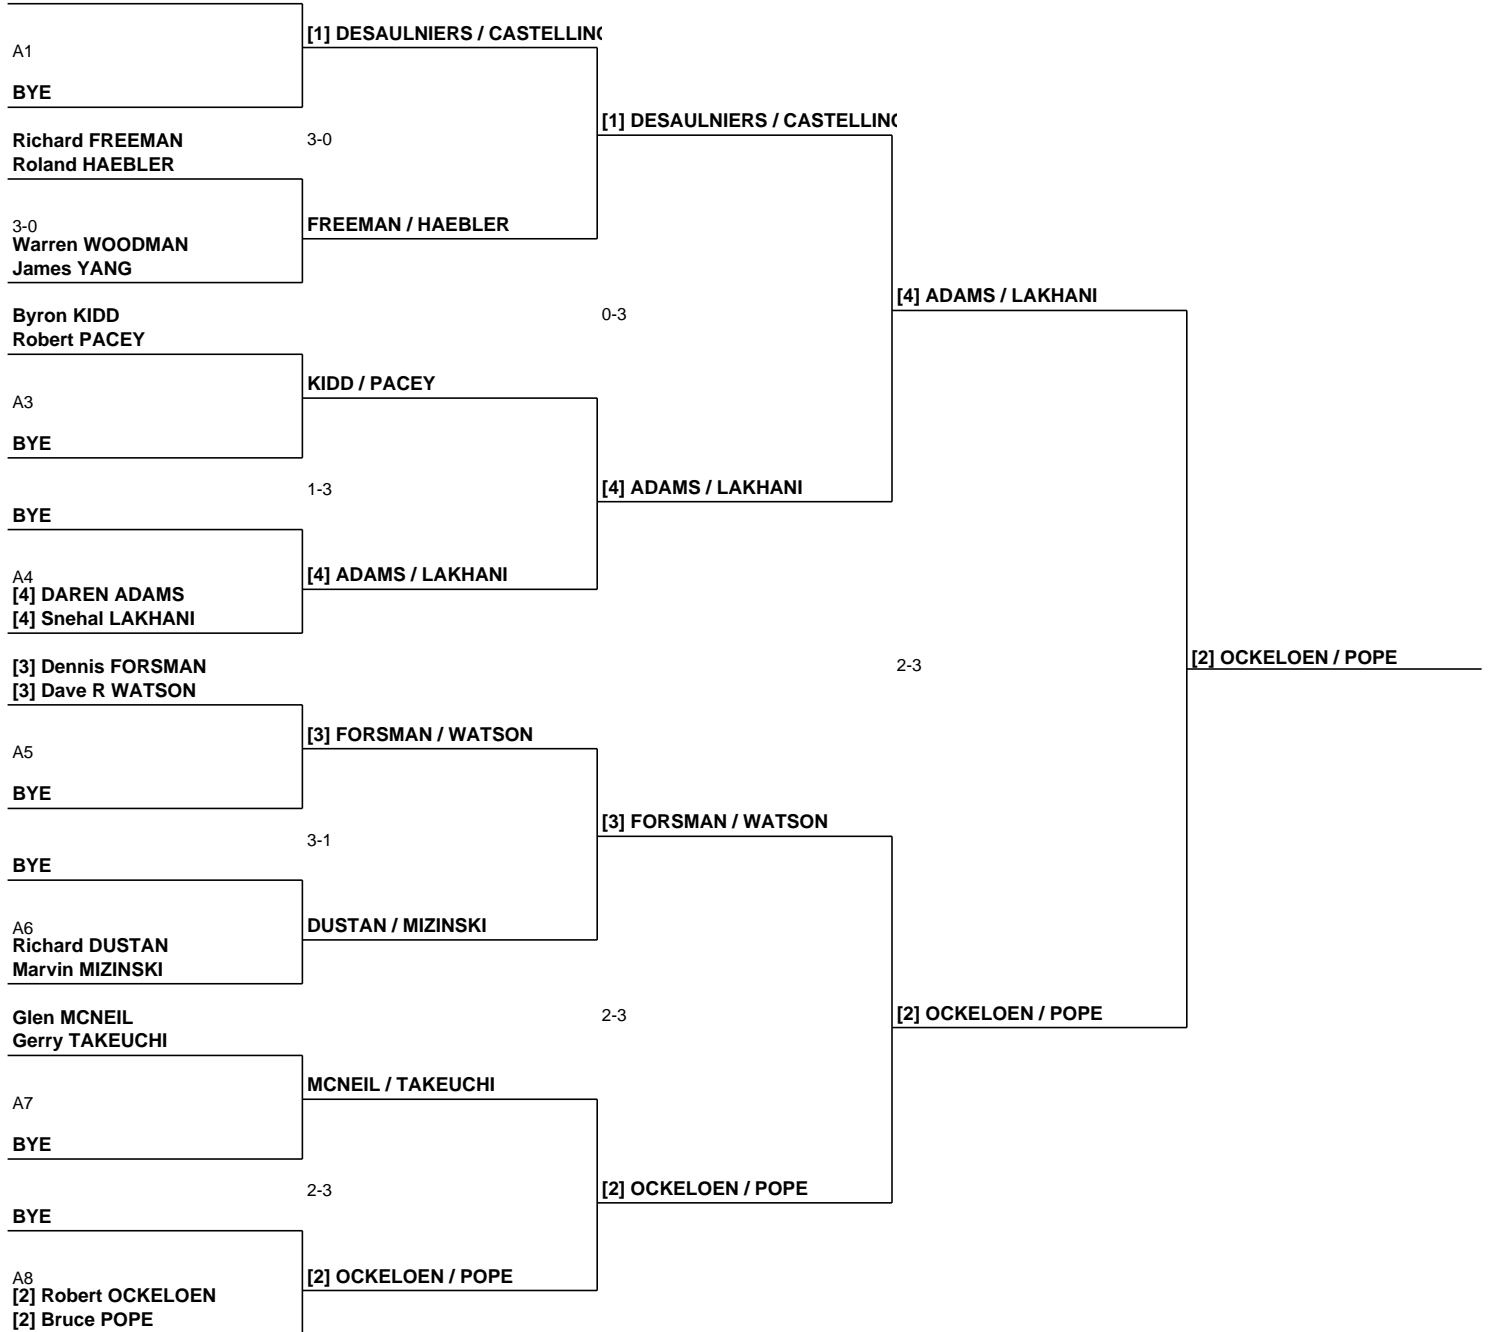 A1
BYE
Richard FREEMAN
Roland HAEBLER
3-0
Warren WOODMAN
James YANG
Byron KIDD
Robert PACEY
A3
BYE
BYE
A4
[4] DAREN ADAMS
[4] Snehal LAKHANI
[3] Dennis FORSMAN
[3] Dave R WATSON
A5
BYE
BYE
A6
Richard DUSTAN
Marvin MIZINSKI
Glen MCNEIL
Gerry TAKEUCHI
A7
BYE
BYE
A8
[2] Robert OCKELOEN
[2] Bruce POPE
[1] DESAULNIERS / CASTELLINO
3-0
FREEMAN / HAEBLER
KIDD / PACEY
1-3
[4] ADAMS / LAKHANI
[3] FORSMAN / WATSON
3-1
DUSTAN / MIZINSKI
MCNEIL / TAKEUCHI
2-3
[2] OCKELOEN / POPE
[1] DESAULNIERS / CASTELLINO
0-3
[4] ADAMS / LAKHANI
[3] FORSMAN / WATSON
2-3
[2] OCKELOEN / POPE
[4] ADAMS / LAKHANI
2-3
[2] OCKELOEN / POPE
[2] OCKELOEN / POPE